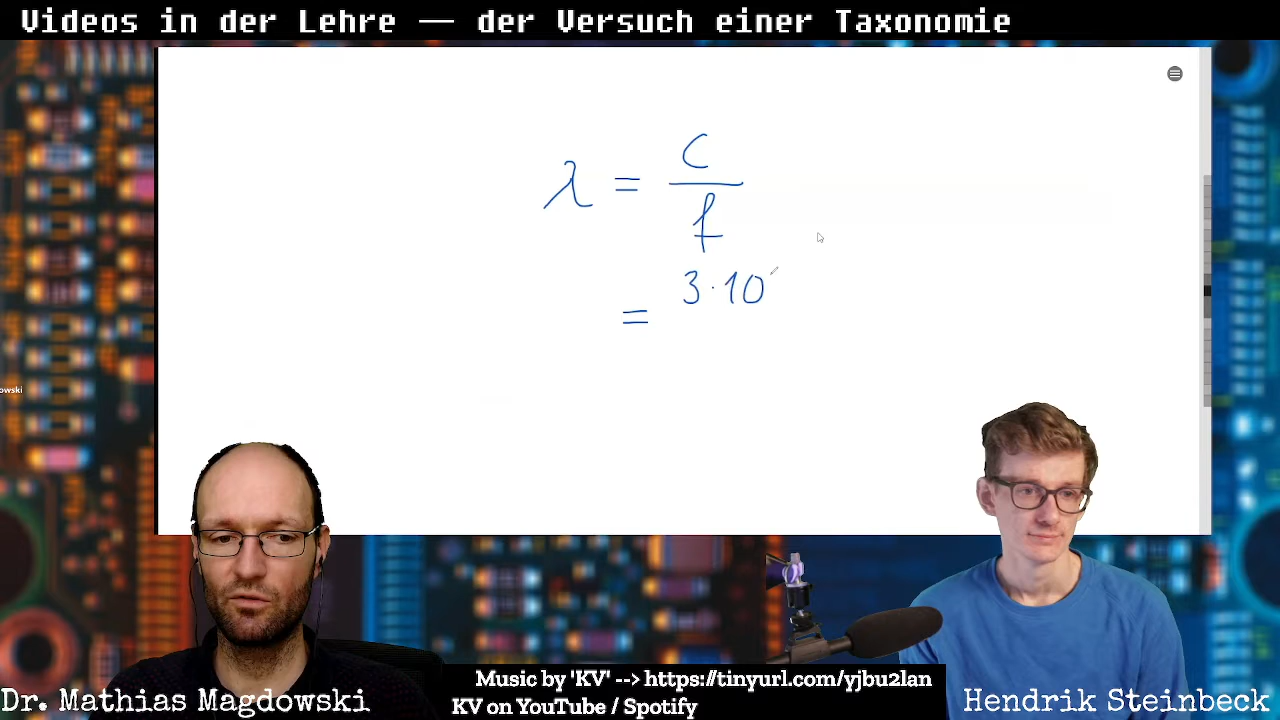 Videos in der Lehre — der Versuch einer Taxonomie
λ = c / f
= 3·10
owski
Music by 'KV' --> https://tinyurl.com/yjbu2lan
KV on YouTube / Spotify
Dr. Mathias Magdowski
Hendrik Steinbeck